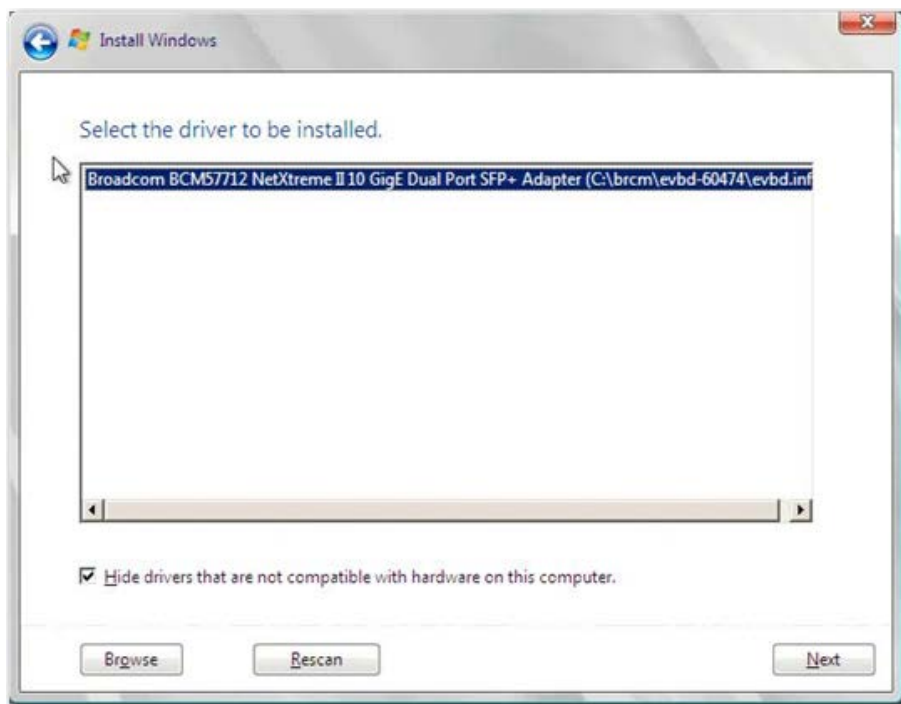 Install Windows
Select the driver to be installed.
Broadcom BCM57712 NetXtreme II 10 GigE Dual Port SFP+ Adapter (C:\brcm\evbd-60474\evbd.inf
Hide drivers that are not compatible with hardware on this computer.
Browse
Rescan
Next